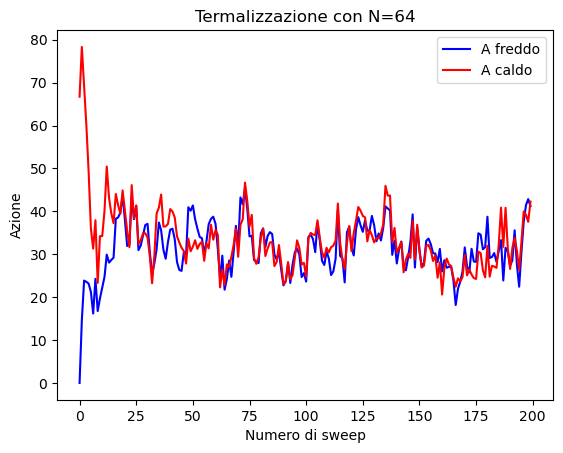 Termalizzazione con N=64
A freddo
A caldo
Azione
80
70
60
50
40
30
20
10
0
0 25 50 75 100 125 150 175 200
Numero di sweep